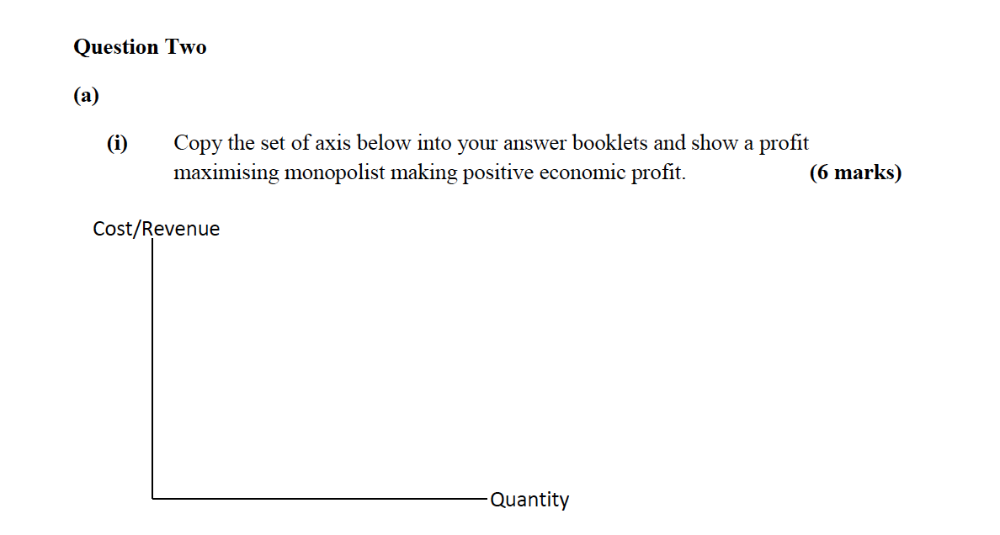 Question Two
(a)
(i) Copy the set of axis below into your answer booklets and show a profit
maximising monopolist making positive economic profit. (6 marks)
Cost/Revenue
Quantity